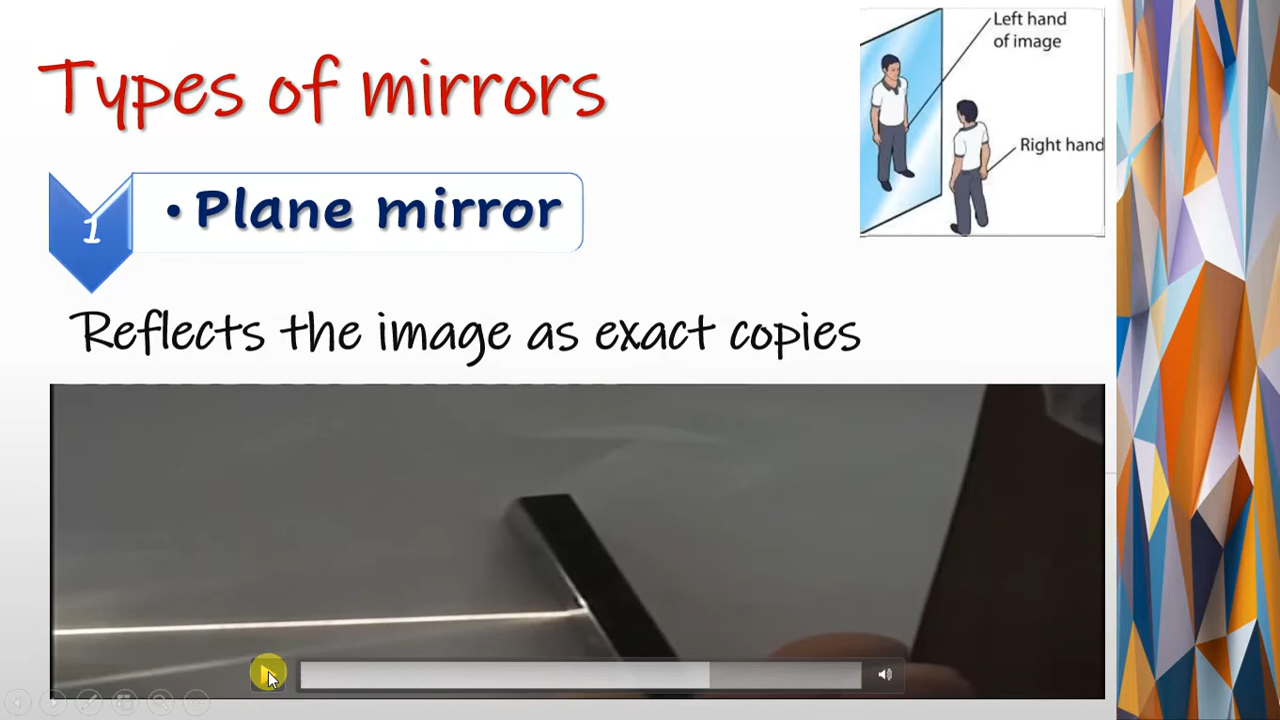 Types of mirrors
Left hand
of image
Right hand
1
• Plane mirror
Reflects the image as exact copies